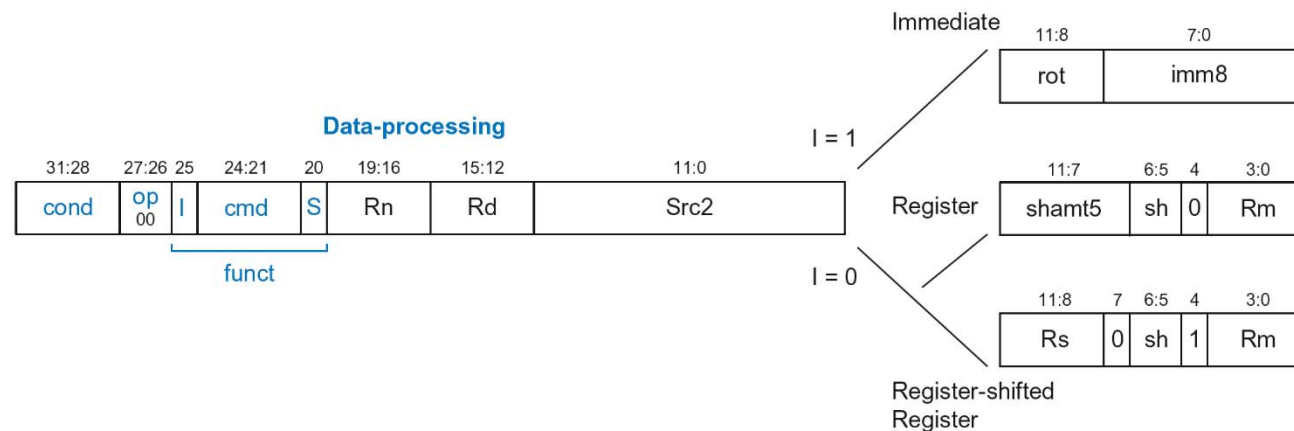 Immediate
11:8 7:0
rot imm8
Data-processing
I = 1
31:28 27:26 25 24:21 20 19:16 15:12 11:0
cond op 00 I cmd S Rn Rd Src2
funct
I = 0
Register
11:7 6:5 4 3:0
shamt5 sh 0 Rm
11:8 7 6:5 4 3:0
Rs 0 sh 1 Rm
Register-shifted
Register